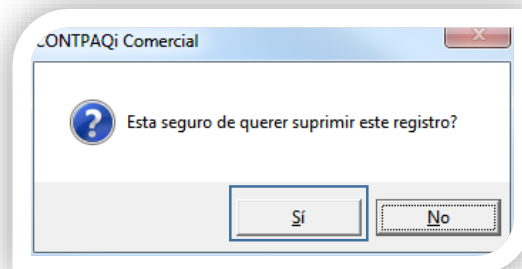 CONTPAQi Comercial
Esta seguro de querer suprimir este registro?
Sí
No